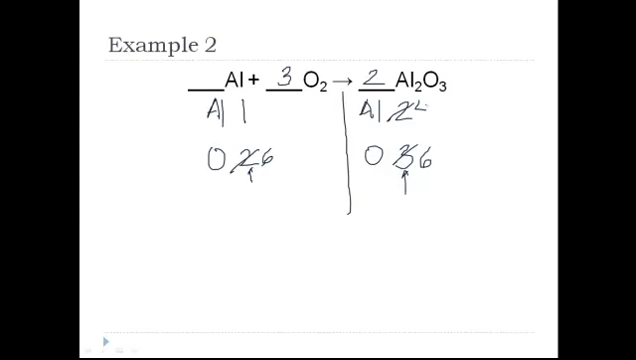 Example 2
___Al + 3 O₂ → 2 Al₂O₃
Al 1 Al 2 4
O 2 6 O 3 6